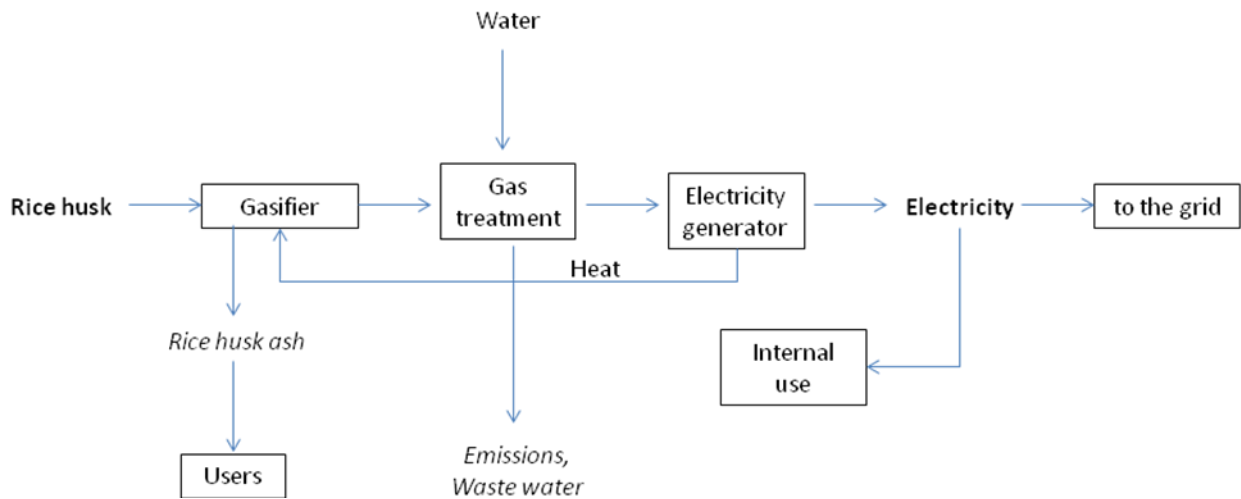 Water
Rice husk
Gasifier
Gas
treatment
Electricity
generator
Electricity
to the grid
Heat
Rice husk ash
Internal
use
Users
Emissions,
Waste water